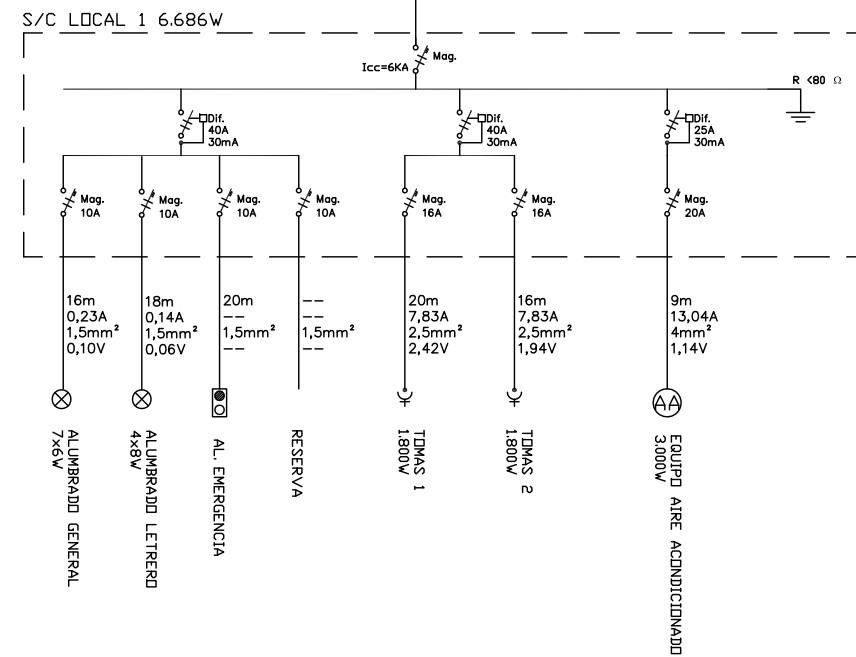 S/C LOCAL 1 6.686W
Mag.
Icc=6KA
R <80 Ω
Dif.
40A
30mA
Dif.
40A
30mA
Dif.
25A
30mA
Mag.
10A
Mag.
10A
Mag.
10A
Mag.
10A
Mag.
16A
Mag.
16A
Mag.
20A
16m
0,23A
1,5mm²
0,10V
18m
0,14A
1,5mm²
0,06V
20m
--
1,5mm²
--
--
--
1,5mm²
--
20m
7,83A
2,5mm²
2,42V
16m
7,83A
2,5mm²
1,94V
9m
13,04A
4mm²
1,14V
AA
ALUMBRADO GENERAL
7x6W
ALUMBRADO LETRERO
4x8W
AL. EMERGENCIA
RESERVA
TOMAS 1
1.800W
TOMAS 2
1.800W
EQUIPO AIRE ACONDICIONADO
3.000W